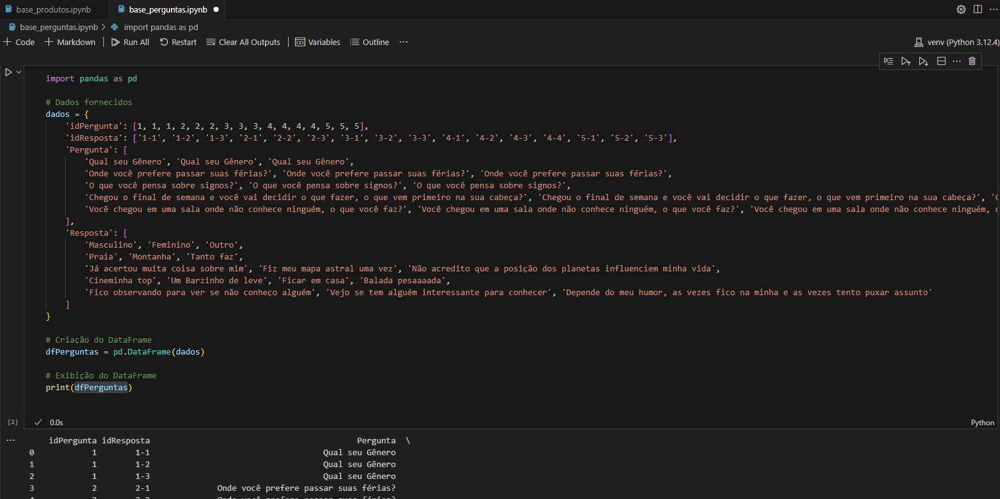 base_produtos.ipynb base_perguntas.ipynb
base_perguntas.ipynb > import pandas as pd
+ Code + Markdown | Run All Restart Clear All Outputs | Variables Outline ... venv (Python 3.12.4)
import pandas as pd
# Dados fornecidos
dados = {
    'idPergunta': [1, 1, 1, 2, 2, 2, 3, 3, 3, 4, 4, 4, 4, 5, 5, 5],
    'idResposta': ['1-1', '1-2', '1-3', '2-1', '2-2', '2-3', '3-1', '3-2', '3-3', '4-1', '4-2', '4-3', '4-4', '5-1', '5-2', '5-3'],
    'Pergunta': [
        'Qual seu Gênero', 'Qual seu Gênero', 'Qual seu Gênero',
        'Onde você prefere passar suas férias?', 'Onde você prefere passar suas férias?', 'Onde você prefere passar suas férias?',
        'O que você pensa sobre signos?', 'O que você pensa sobre signos?', 'O que você pensa sobre signos?',
        'Chegou o final de semana e você vai decidir o que fazer, o que vem primeiro na sua cabeça?', 'Chegou o final de semana e você vai decidir o que fazer, o que vem primeiro na sua cabeça?',
        'Você chegou em uma sala onde não conhece ninguém, o que você faz?', 'Você chegou em uma sala onde não conhece ninguém, o que você faz?', 'Você chegou em uma sala onde não conhece ninguém,
    ],
    'Resposta': [
        'Masculino', 'Feminino', 'Outro',
        'Praia', 'Montanha', 'Tanto faz',
        'Já acertou muita coisa sobre mim', 'Fiz meu mapa astral uma vez', 'Não acredito que a posição dos planetas influenciem minha vida',
        'Cineminha top', 'Um Barzinho de leve', 'Ficar em casa', 'Balada pesaaaada',
        'Fico observando para ver se não conheço alguém', 'Vejo se tem alguém interessante para conhecer', 'Depende do meu humor, as vezes fico na minha e as vezes tento puxar assunto'
    ]
}
# Criação do DataFrame
dfPerguntas = pd.DataFrame(dados)
# Exibição do DataFrame
print(dfPerguntas)
[2] 0.0s Python
idPergunta idResposta Pergunta \
0 1 1-1 Qual seu Gênero
1 1 1-2 Qual seu Gênero
2 1 1-3 Qual seu Gênero
3 2 2-1 Onde você prefere passar suas férias?